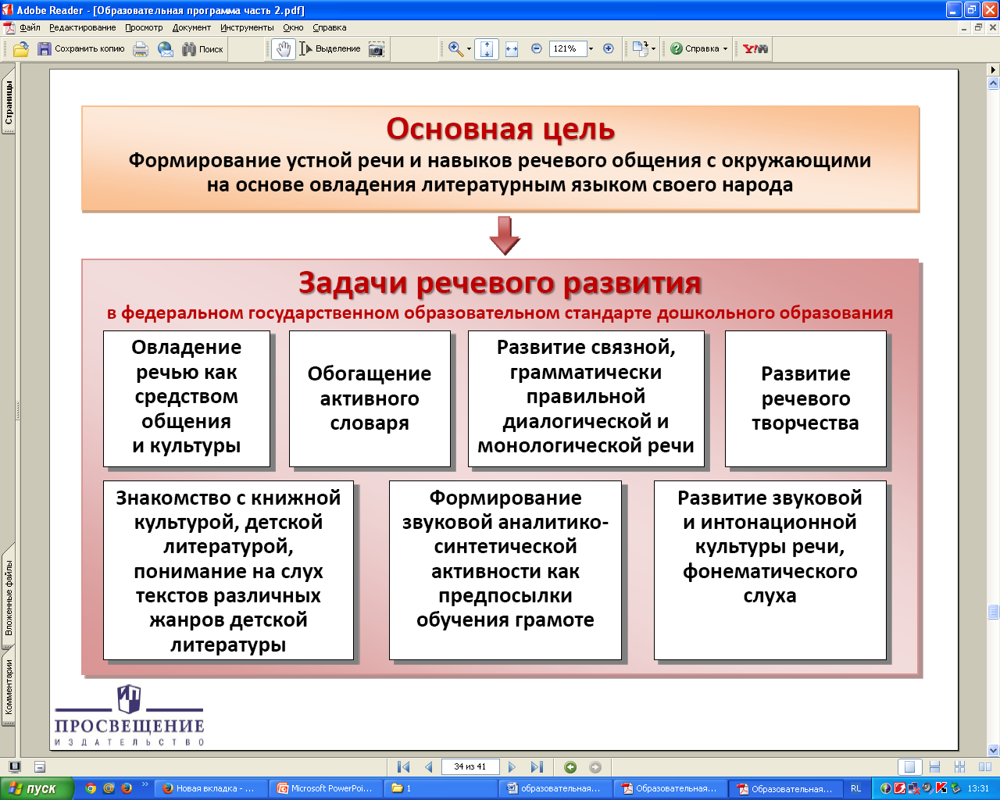 Adobe Reader - [Образовательная программа часть 2.pdf]
Файл Редактирование Просмотр Документ Инструменты Окно Справка
Сохранить копию Поиск Выделение 121% Справка Y!
Страницы
Основная цель
Формирование устной речи и навыков речевого общения с окружающими
на основе овладения литературным языком своего народа
Задачи речевого развития
в федеральном государственном образовательном стандарте дошкольного образования
Овладение
речью как
средством
общения
и культуры
Обогащение
активного
словаря
Развитие связной,
грамматически
правильной
диалогической и
монологической речи
Развитие
речевого
творчества
Знакомство с книжной
культурой, детской
литературой,
понимание на слух
текстов различных
жанров детской
литературы
Формирование
звуковой аналитико-
синтетической
активности как
предпосылки
обучения грамоте
Развитие звуковой
и интонационной
культуры речи,
фонематического
слуха
Вложенные файлы
Комментарии
ПРОСВЕЩЕНИЕ
ИЗДАТЕЛЬСТВО
34 из 41
пуск Новая вкладка - ... Microsoft PowerPoi... 1 образовательная... Образовательная... Образовательная... RL 13:31